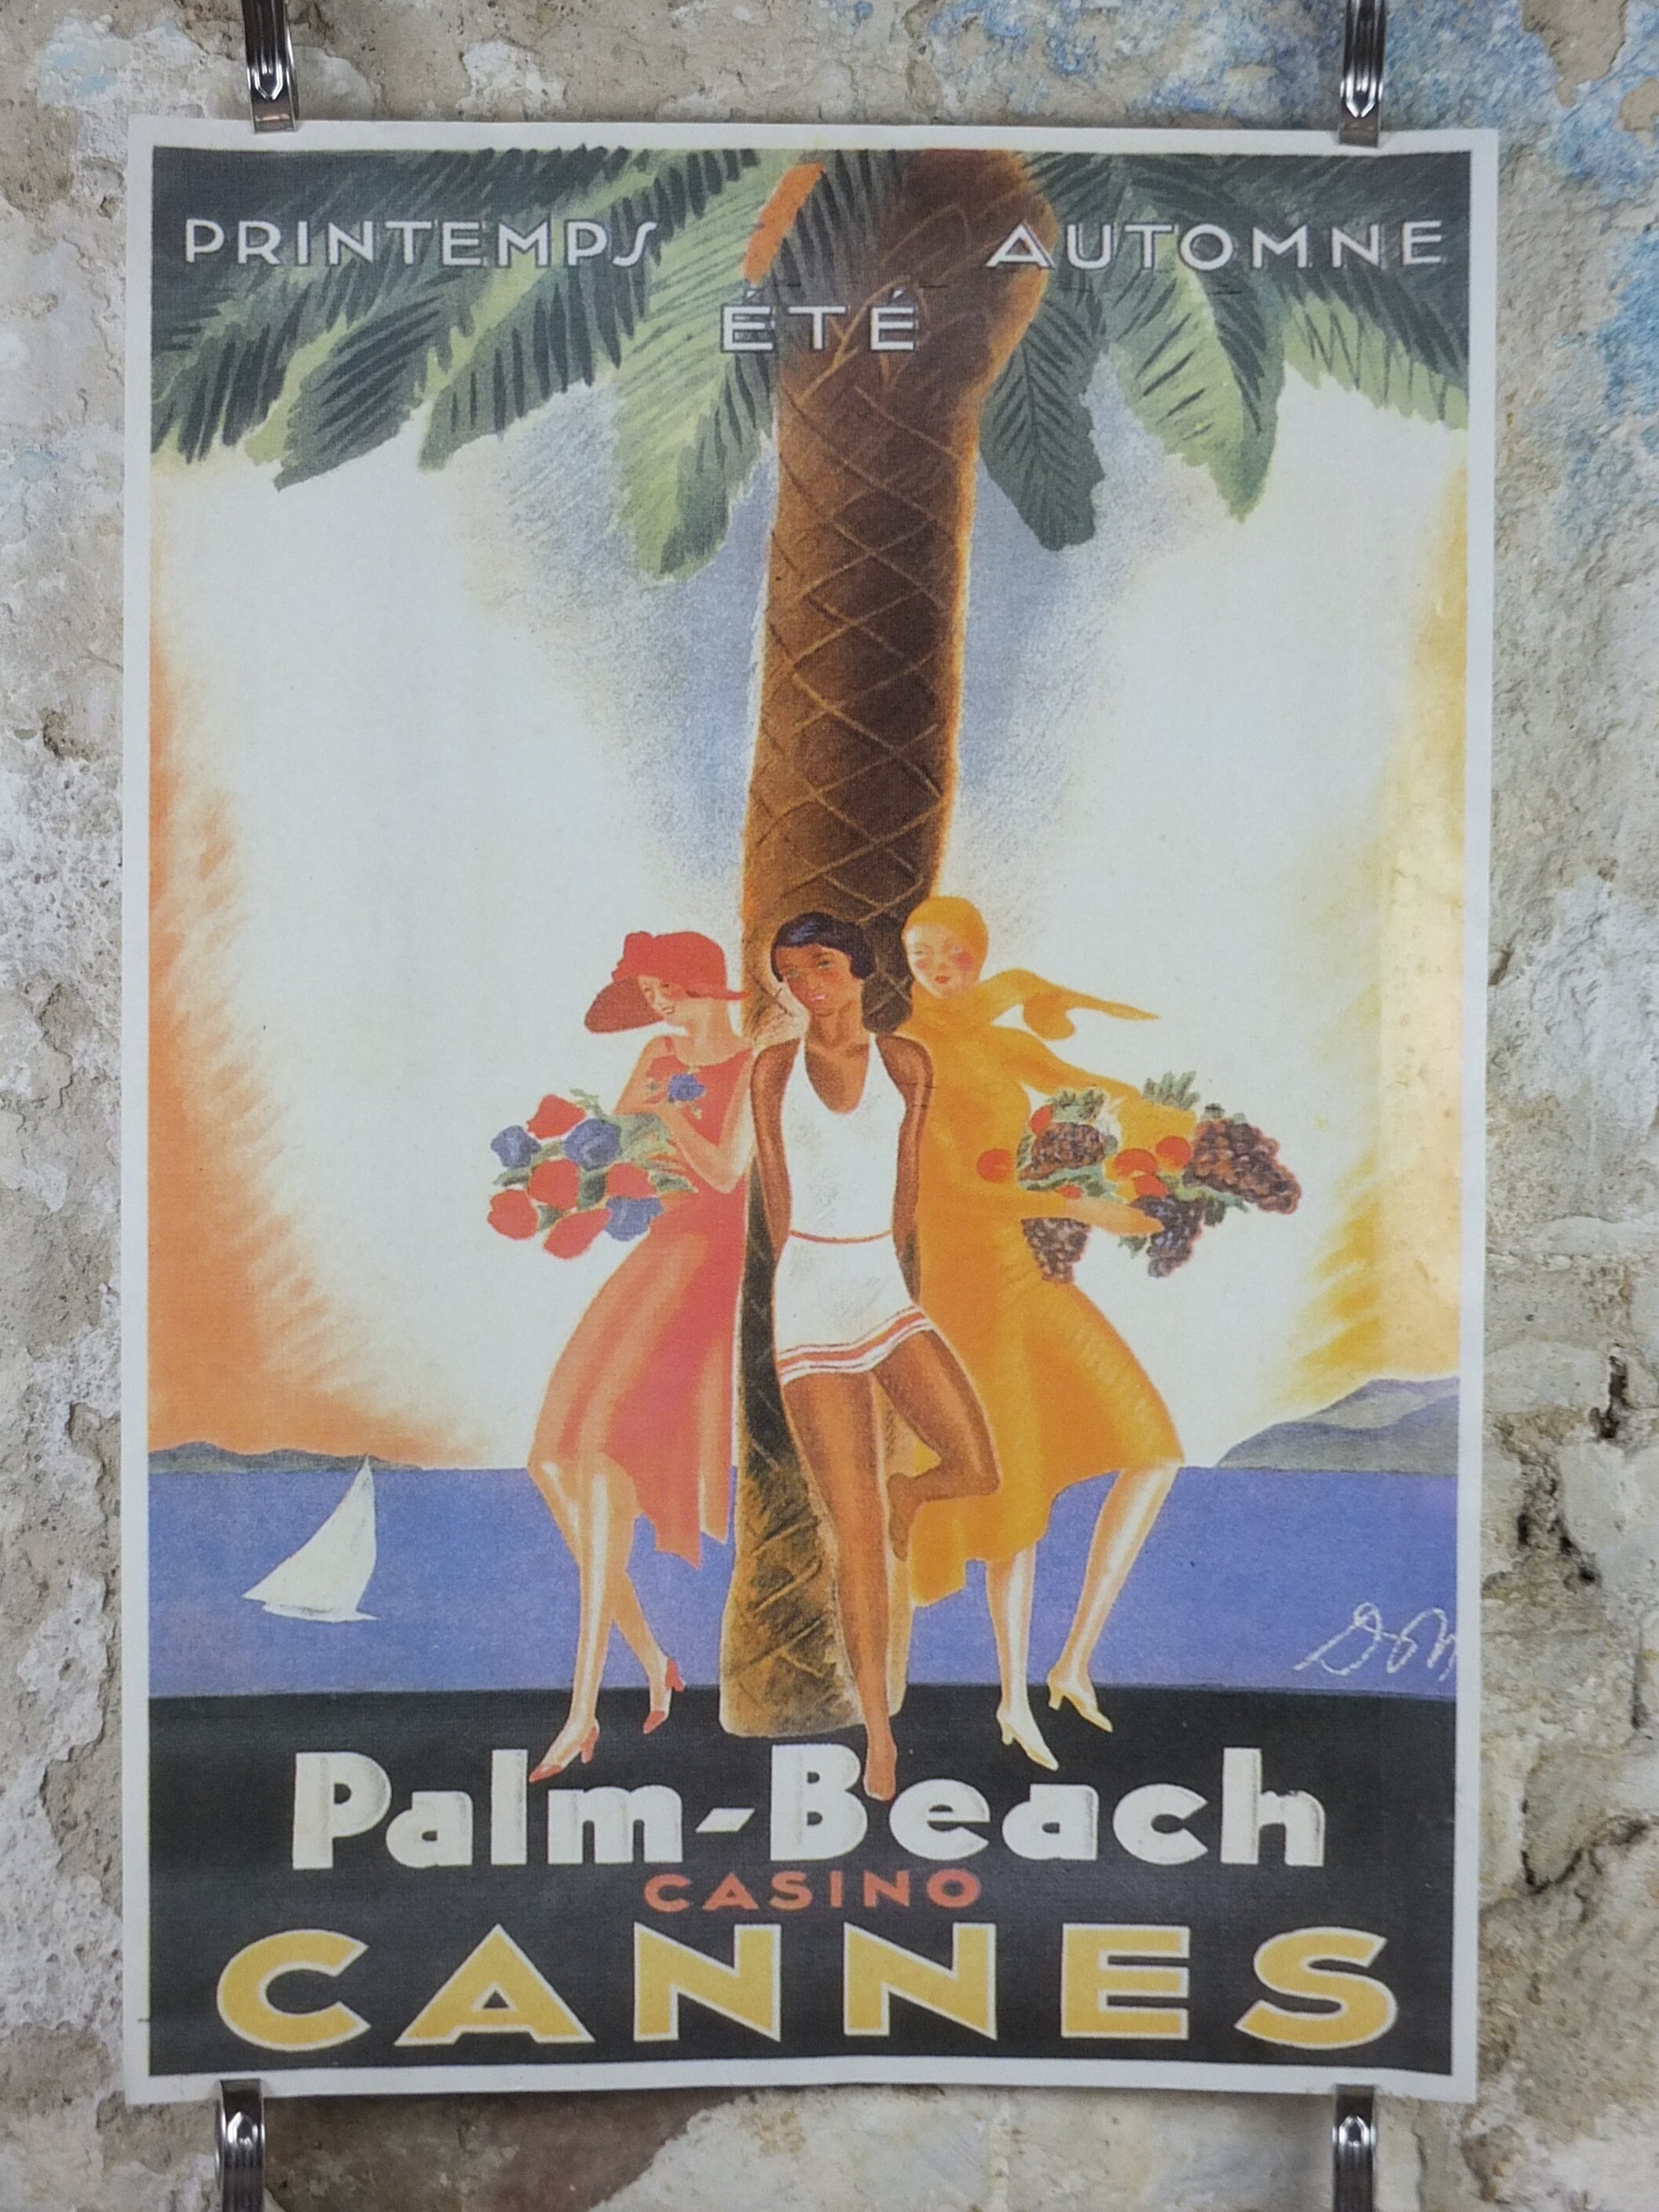 PRINTEMPS AUTOMNE
ÉTÉ
Palm-Beach
CASINO
CANNES